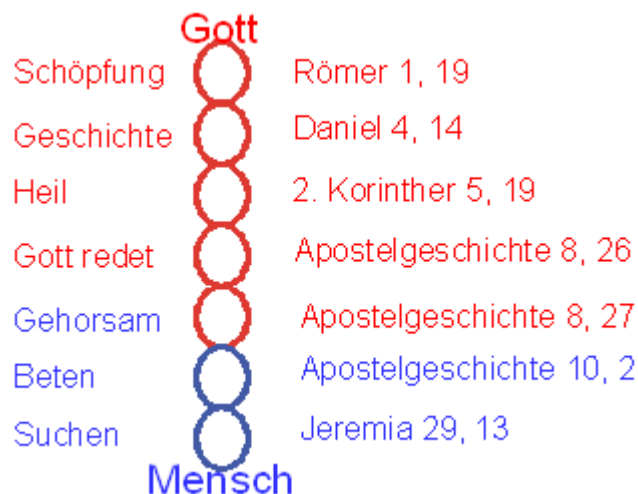 Gott
Schöpfung Römer 1, 19
Geschichte Daniel 4, 14
Heil 2. Korinther 5, 19
Gott redet Apostelgeschichte 8, 26
Gehorsam Apostelgeschichte 8, 27
Beten Apostelgeschichte 10, 2
Suchen Jeremia 29, 13
Mensch